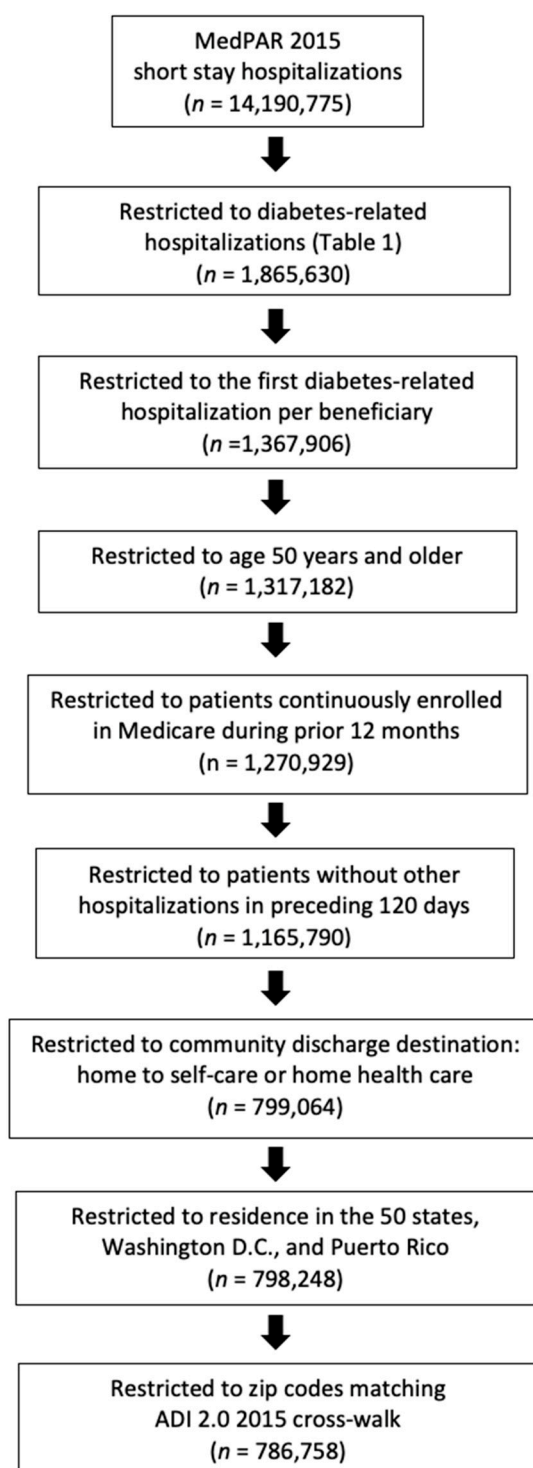 MedPAR 2015
short stay hospitalizations
(n = 14,190,775)
Restricted to diabetes-related
hospitalizations (Table 1)
(n = 1,865,630)
Restricted to the first diabetes-related
hospitalization per beneficiary
(n =1,367,906)
Restricted to age 50 years and older
(n = 1,317,182)
Restricted to patients continuously enrolled
in Medicare during prior 12 months
(n = 1,270,929)
Restricted to patients without other
hospitalizations in preceding 120 days
(n = 1,165,790)
Restricted to community discharge destination:
home to self-care or home health care
(n = 799,064)
Restricted to residence in the 50 states,
Washington D.C., and Puerto Rico
(n = 798,248)
Restricted to zip codes matching
ADI 2.0 2015 cross-walk
(n = 786,758)